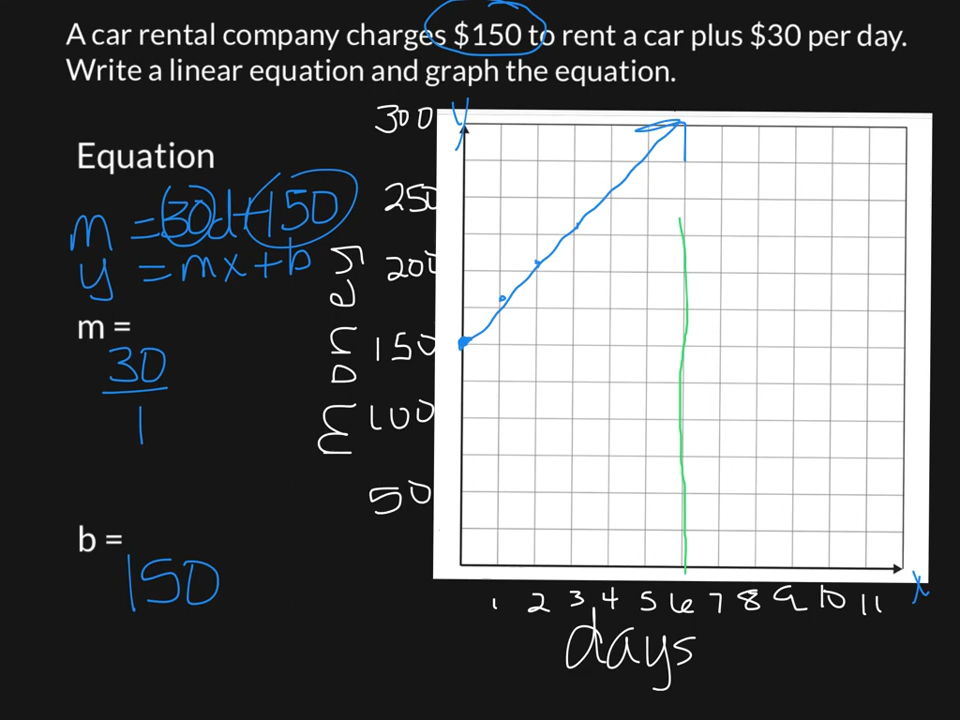 A car rental company charges $150 to rent a car plus $30 per day.
Write a linear equation and graph the equation.
Equation
m = 30d + 150
y = mx + b
m =
30
1
b =
150
money
y
300
250
200
150
100
50
1 2 3 4 5 6 7 8 9 10 11
x
days